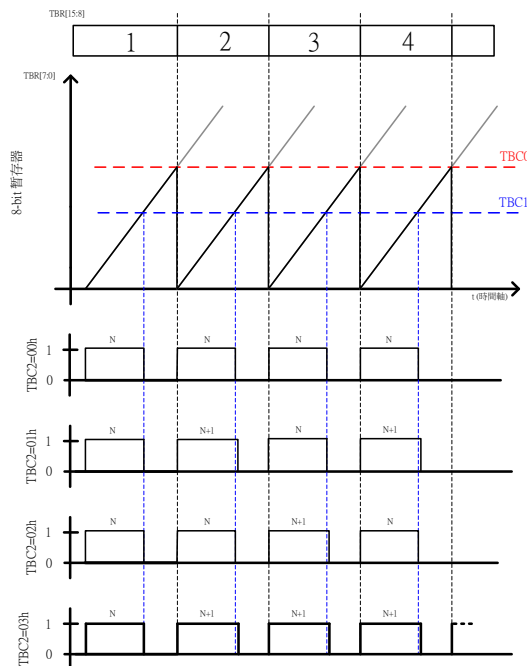 TBR[15:8]
1 2 3 4
TBR[7:0]
8-bit 暫存器
TBC0
TBC1
t (時間軸)
TBC2=00h
1
0
N N N N
TBC2=01h
1
0
N N+1 N N+1
TBC2=02h
1
0
N N N+1 N
TBC2=03h
1
0
N N+1 N+1 N+1